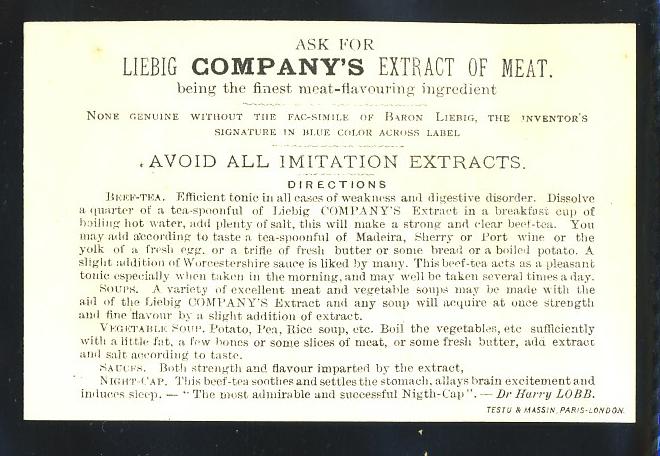 ASK FOR
LIEBIG COMPANY'S EXTRACT OF MEAT.
being the finest meat-flavouring ingredient
NONE GENUINE WITHOUT THE FAC-SIMILE OF BARON LIEBIG, THE INVENTOR'S
SIGNATURE IN BLUE COLOR ACROSS LABEL
AVOID ALL IMITATION EXTRACTS.
DIRECTIONS
BEEF-TEA. Efficient tonic in all cases of weakness and digestive disorder. Dissolve
a quarter of a tea-spoonful of Liebig COMPANY'S Extract in a breakfast cup of
boiling hot water, add plenty of salt, this will make a strong and clear beef-tea. You
may add according to taste a tea-spoonful of Madeira, Sherry or Port wine or the
yolk of a fresh egg, or a trifle of fresh butter or some bread or a boiled potato. A
slight addition of Worcestershire sauce is liked by many. This beef-tea acts as a pleasant
tonic especially when taken in the morning, and may well be taken several times a day.
SOUPS. A variety of excellent meat and vegetable soups may be made with the
aid of the Liebig COMPANY'S Extract and any soup will acquire at once strength
and fine flavour by a slight addition of extract.
VEGETABLE SOUP. Potato, Pea, Rice soup, etc. Boil the vegetables, etc sufficiently
with a little fat, a few bones or some slices of meat, or some fresh butter, add extract
and salt according to taste.
SAUCES. Both strength and flavour imparted by the extract,
NIGHT-CAP. This beef-tea soothes and settles the stomach, allays brain excitement and
induces sleep. — "The most admirable and successful Nigth-Cap". — Dr Harry LOBB.
TESTU & MASSIN, PARIS-LONDON.